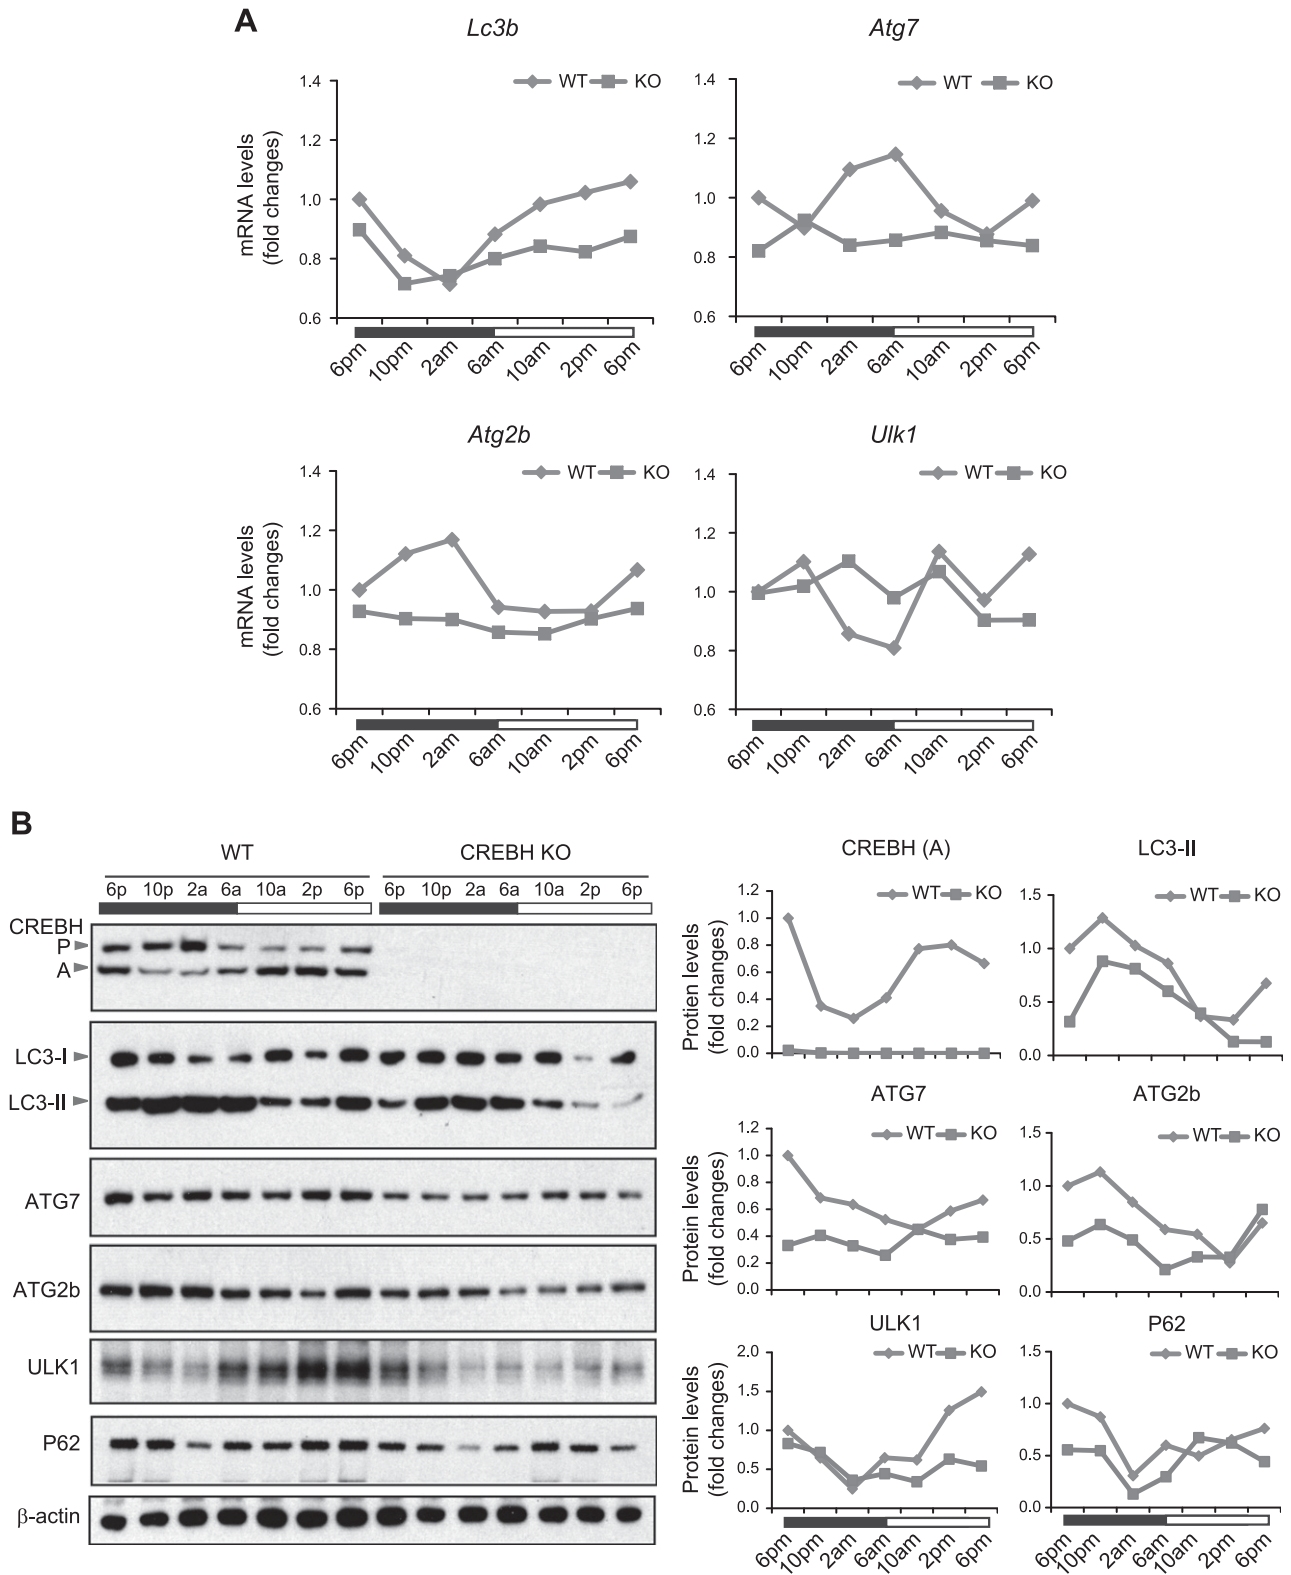 A
Lc3b
Atg7
WT KO
WT KO
mRNA levels
(fold changes)
1.4
1.2
1.0
0.8
0.6
1.4
1.2
1.0
0.8
0.6
6pm 10pm 2am 6am 10am 2pm 6pm
6pm 10pm 2am 6am 10am 2pm 6pm
Atg2b
Ulk1
WT KO
WT KO
mRNA levels
(fold changes)
1.4
1.2
1.0
0.8
0.6
1.4
1.2
1.0
0.8
0.6
6pm 10pm 2am 6am 10am 2pm 6pm
6pm 10pm 2am 6am 10am 2pm 6pm
B
WT
CREBH KO
6p 10p 2a 6a 10a 2p 6p 6p 10p 2a 6a 10a 2p 6p
CREBH
P
A
LC3-I
LC3-II
ATG7
ATG2b
ULK1
P62
β-actin
CREBH (A)
LC3-II
WT KO
WT KO
Protien levels
(fold changes)
1.2
1.0
0.8
0.6
0.4
0.2
0.0
1.5
1.0
0.5
0.0
ATG7
ATG2b
WT KO
WT KO
Protein levels
(fold changes)
1.2
1.0
0.8
0.6
0.4
0.2
0.0
1.5
1.0
0.5
0.0
ULK1
P62
WT KO
WT KO
Protein levels
(fold changes)
2.0
1.5
1.0
0.5
0.0
1.5
1.0
0.5
0.0
6pm 10pm 2am 6am 10am 2pm 6pm
6pm 10pm 2am 6am 10am 2pm 6pm